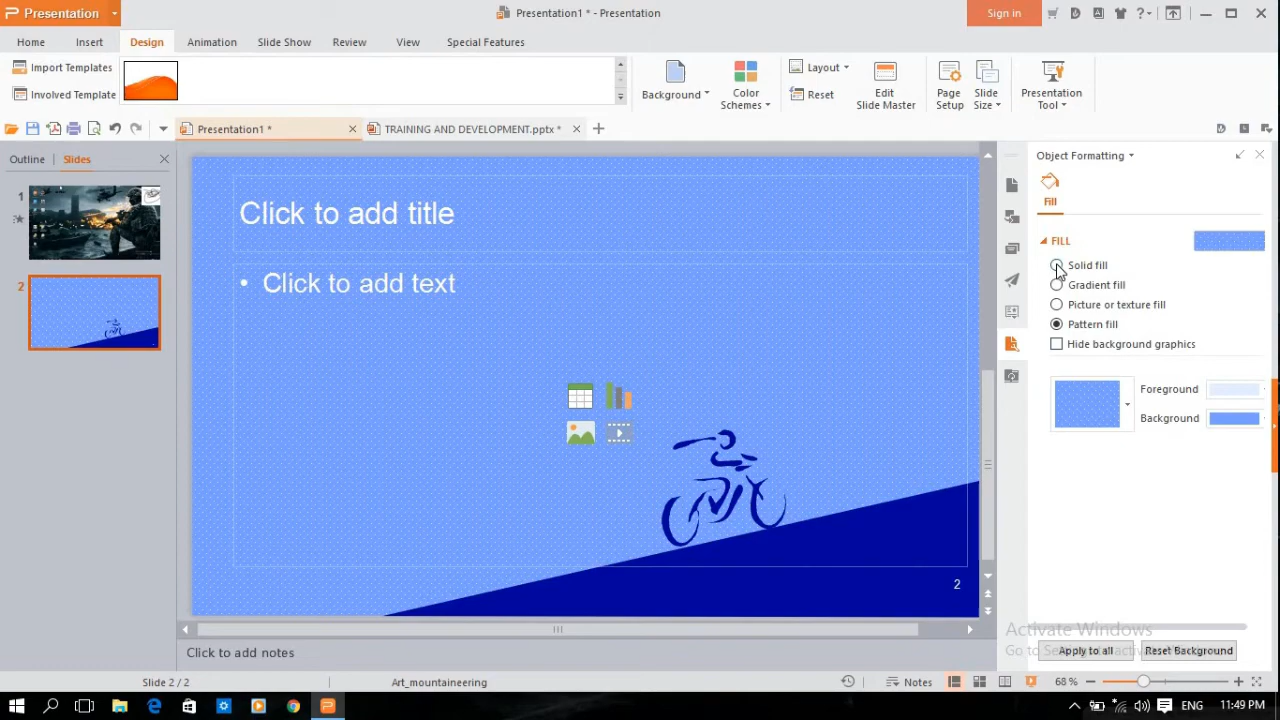 Presentation
Presentation1 * - Presentation
Sign in
Home
Insert
Design
Animation
Slide Show
Review
View
Special Features
Import Templates
Involved Template
Background
Color
Schemes
Layout
Reset
Edit
Slide Master
Page
Setup
Slide
Size
Presentation
Tool
Presentation1 *
TRAINING AND DEVELOPMENT.pptx *
Outline
Slides
1
2
Click to add title
• Click to add text
2
Object Formatting
Fill
FILL
Solid fill
Gradient fill
Picture or texture fill
Pattern fill
Hide background graphics
Foreground
Background
Activate Windows
Apply to all
Reset Background
Click to add notes
Slide 2 / 2
Art_mountaineering
Notes
68 %
ENG
11:49 PM